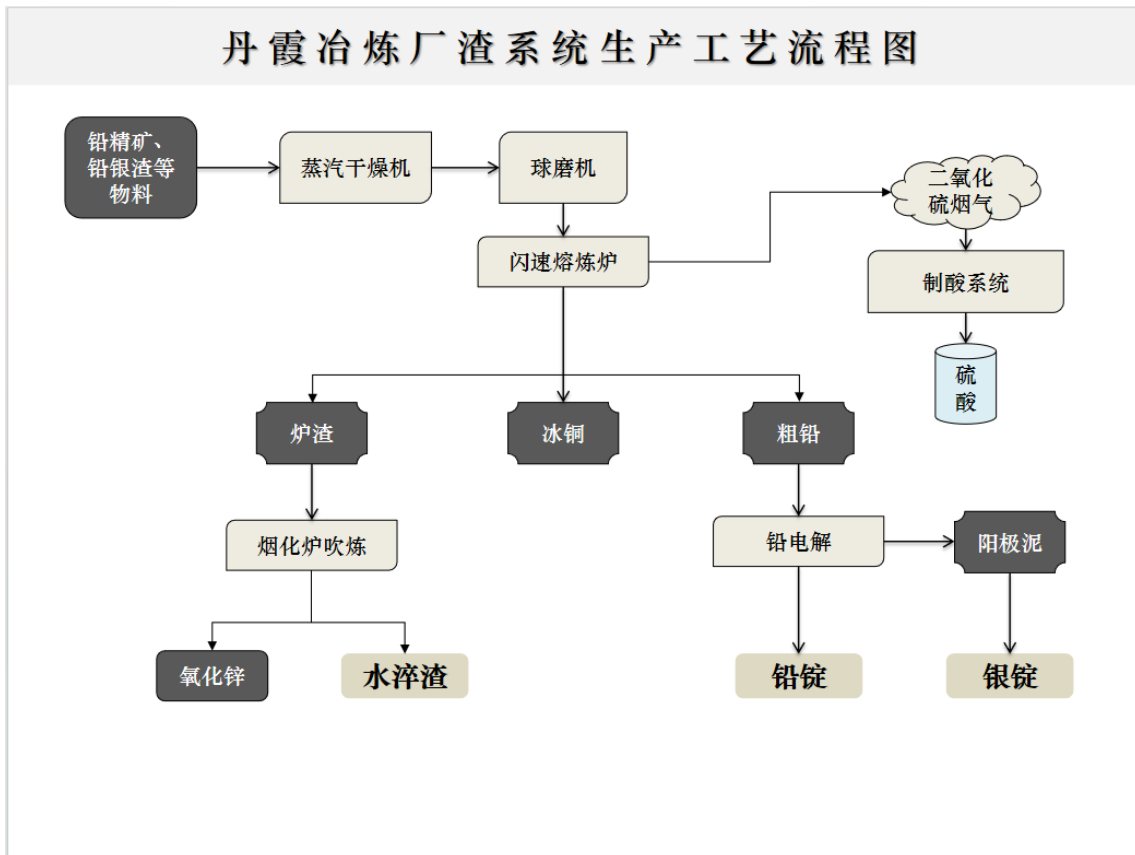 丹霞冶炼厂渣系统生产工艺流程图
铅精矿、
铅银渣等
物料
蒸汽干燥机
球磨机
二氧化
硫烟气
闪速熔炼炉
制酸系统
硫
酸
炉渣
冰铜
粗铅
烟化炉吹炼
铅电解
阳极泥
氧化锌
水淬渣
铅锭
银锭